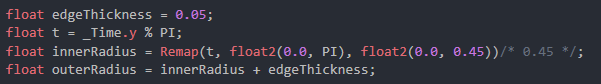 float edgeThickness = 0.05;
float t = _Time.y % PI;
float innerRadius = Remap(t, float2(0.0, PI), float2(0.0, 0.45))/* 0.45 */;
float outerRadius = innerRadius + edgeThickness;